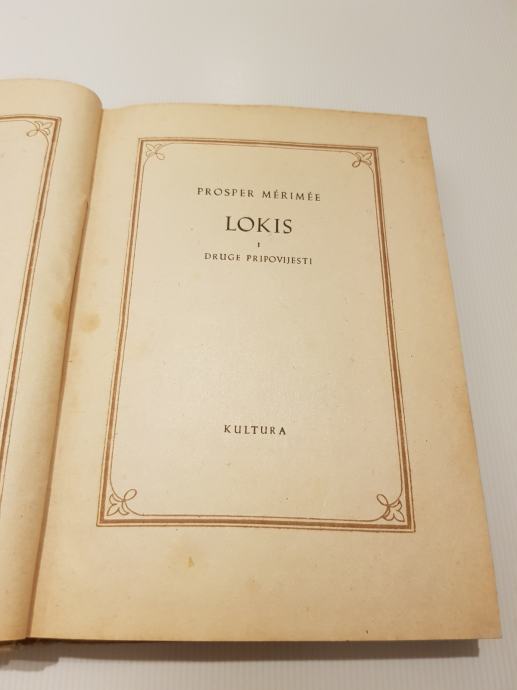 PROSPER MÉRIMÉE
LOKIS
I
DRUGE PRIPOVIJESTI
KULTURA